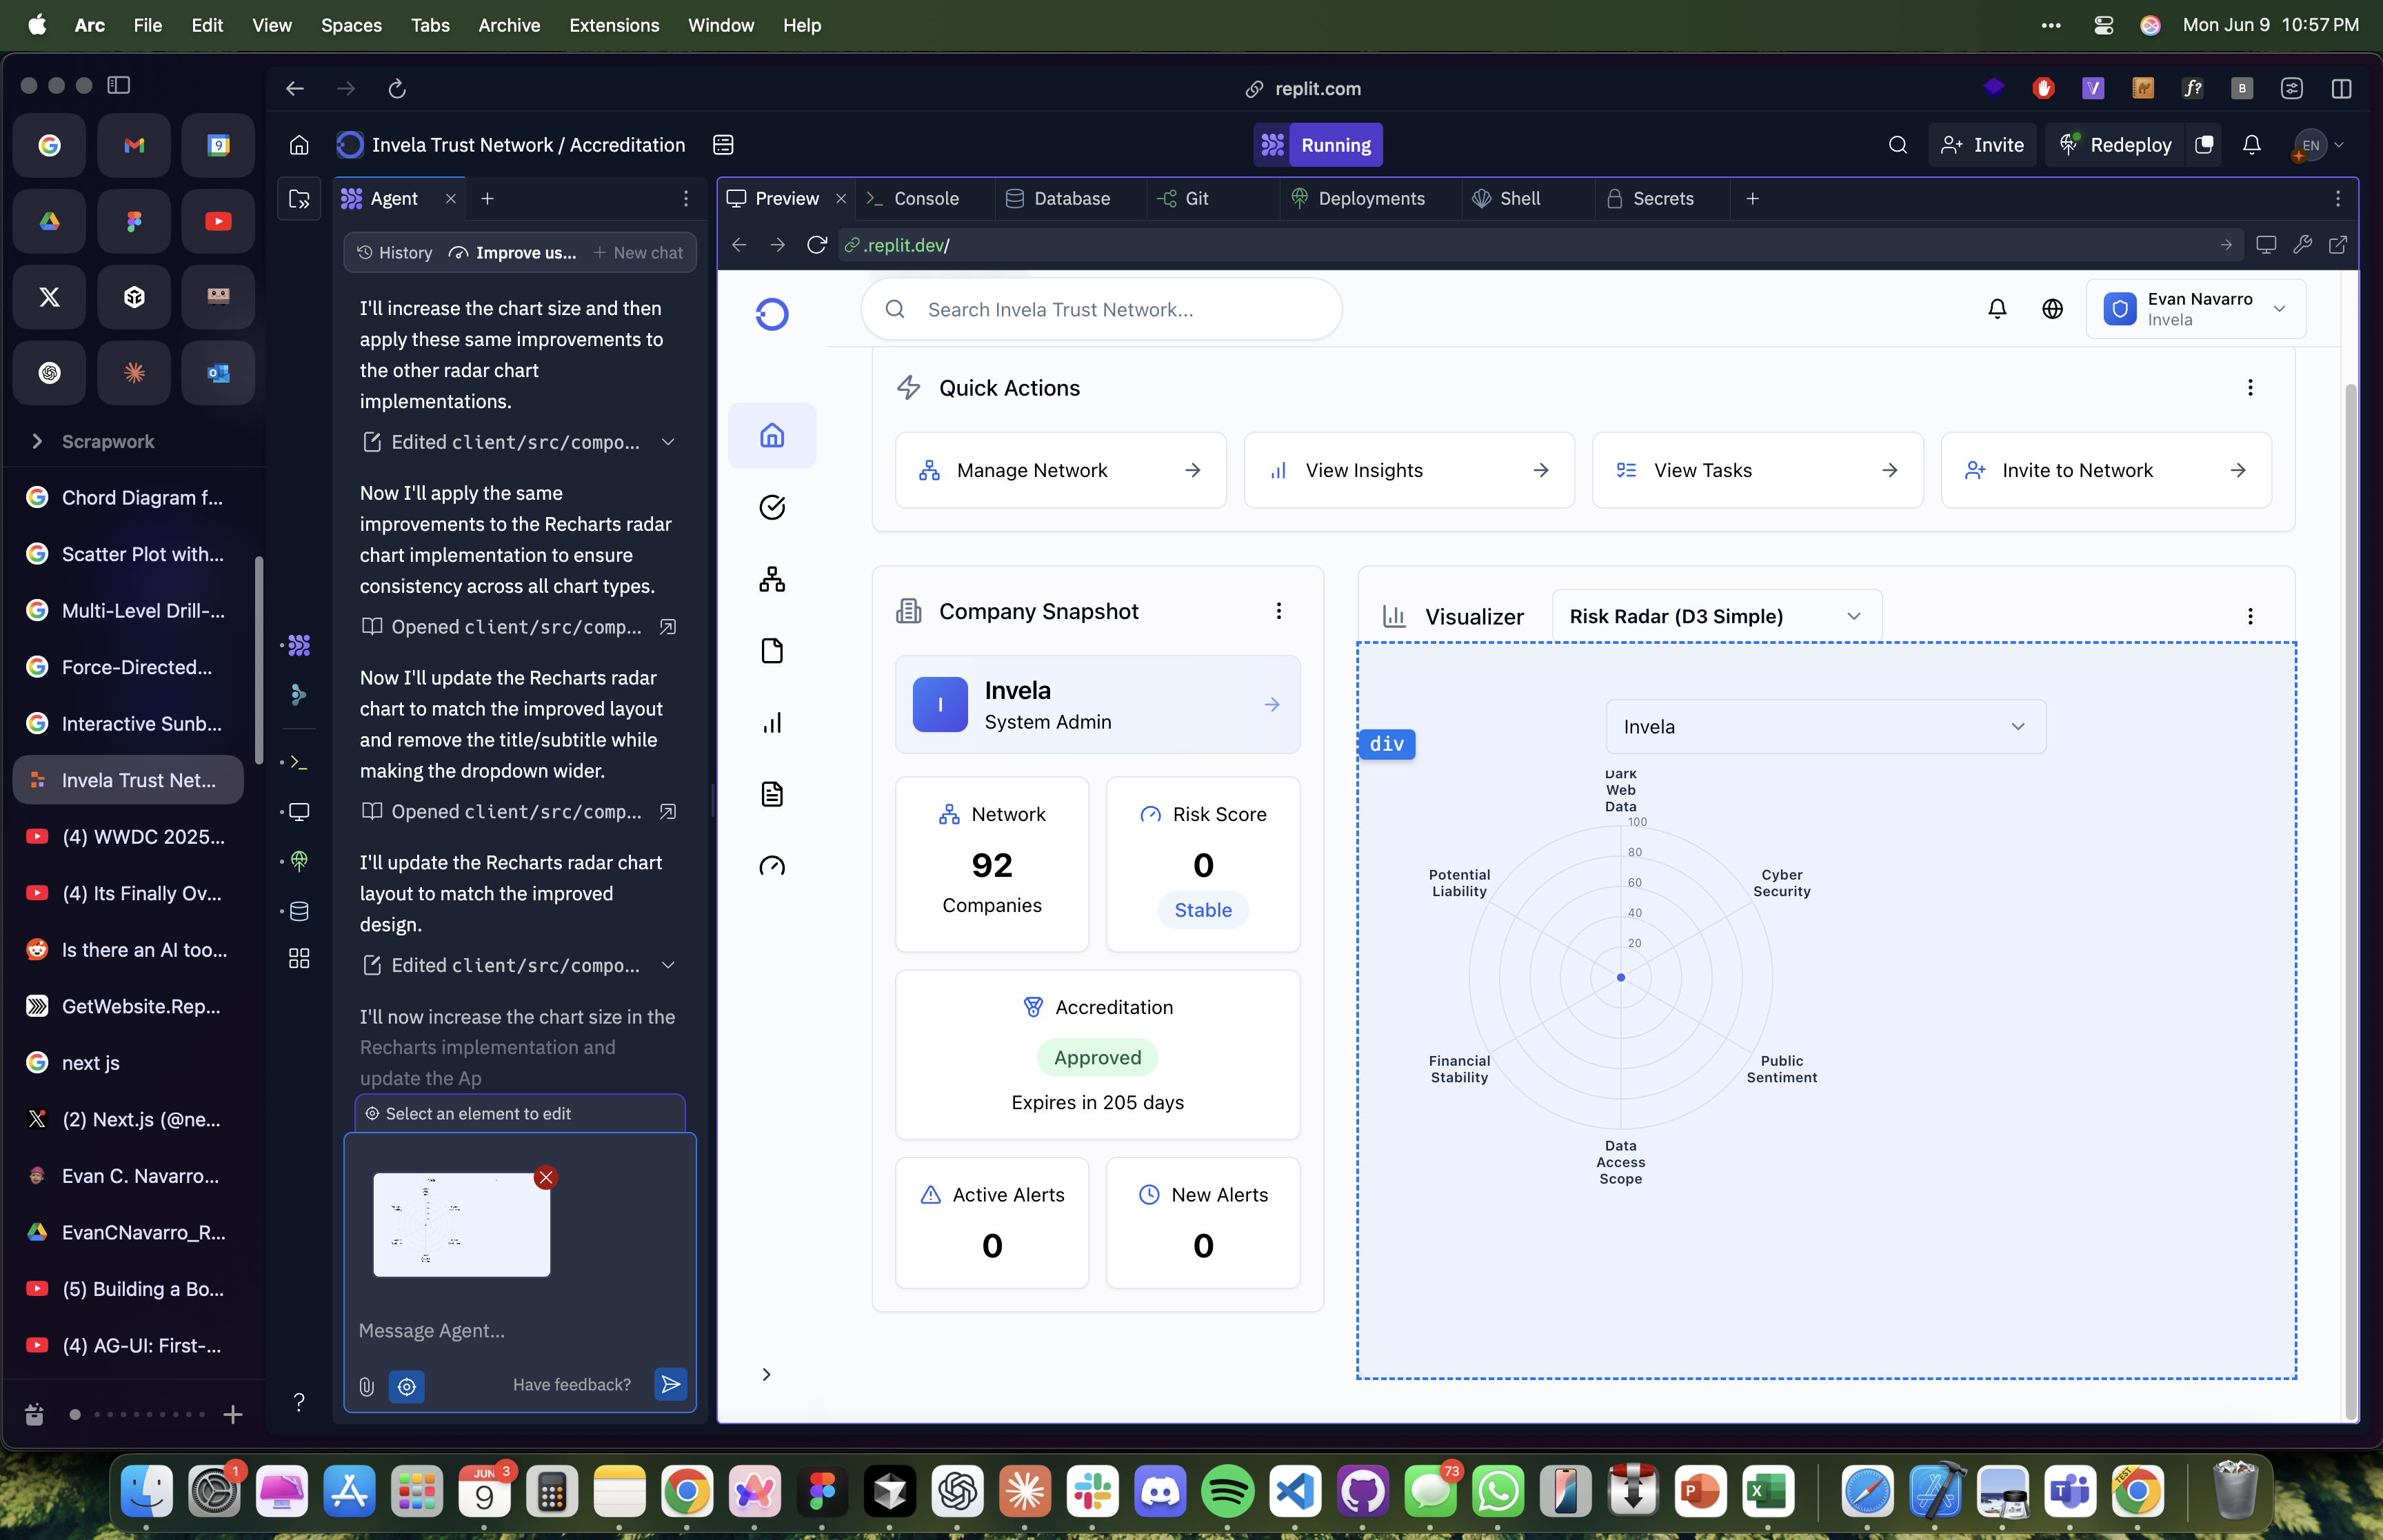 Arc File Edit View Spaces Tabs Archive Extensions Window Help
Mon Jun 9 10:57 PM
replit.com
Invela Trust Network / Accreditation
Running
Invite
Redeploy
EN
Agent
Preview
Console
Database
Git
Deployments
Shell
Secrets
History
Improve us...
New chat
.replit.dev/
Scrapwork
Chord Diagram f...
Scatter Plot with...
Multi-Level Drill-...
Force-Directed...
Interactive Sunb...
Invela Trust Net...
(4) WWDC 2025...
(4) Its Finally Ov...
Is there an AI too...
GetWebsite.Rep...
next js
(2) Next.js (@ne...
Evan C. Navarro...
EvanCNavarro_R...
(5) Building a Bo...
(4) AG-UI: First-...
I'll increase the chart size and then
apply these same improvements to
the other radar chart
implementations.
Edited client/src/compo...
Now I'll apply the same
improvements to the Recharts radar
chart implementation to ensure
consistency across all chart types.
Opened client/src/comp...
Now I'll update the Recharts radar
chart to match the improved layout
and remove the title/subtitle while
making the dropdown wider.
Opened client/src/comp...
I'll update the Recharts radar chart
layout to match the improved
design.
Edited client/src/compo...
I'll now increase the chart size in the
Recharts implementation and
update the Ap
Select an element to edit
Message Agent...
Have feedback?
Search Invela Trust Network...
Evan Navarro
Invela
Quick Actions
Manage Network
View Insights
View Tasks
Invite to Network
Company Snapshot
I
Invela
System Admin
Network
92
Companies
Risk Score
0
Stable
Accreditation
Approved
Expires in 205 days
Active Alerts
0
New Alerts
0
Visualizer
Risk Radar (D3 Simple)
div
Invela
Dark
Web
Data
100
80
60
40
20
Potential
Liability
Cyber
Security
Financial
Stability
Public
Sentiment
Data
Access
Scope
1
JUN
9
3
73